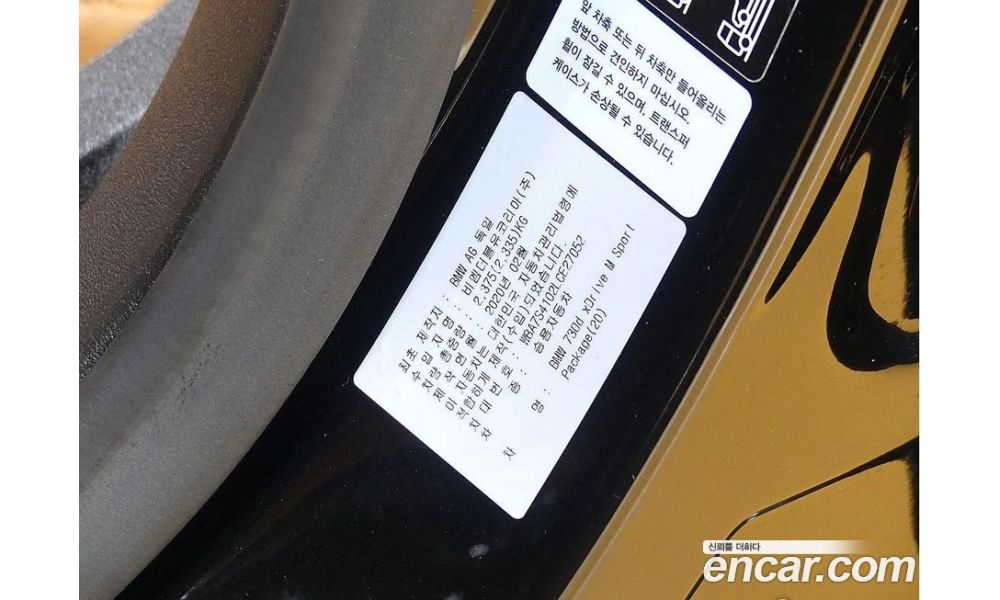 앞 차축 또는 뒤 차축만 들어올리는
방법으로 견인하지 마십시오.
휠이 잠길 수 있으며, 트랜스퍼
케이스가 손상될 수 있습니다.
최초 제작자 : BMW AG 독일
수입자명 : 비엠더블유코리아(주)
차량총중량 : 2,375(2,335)KG
제작연월 : 2020년 02월
이 자동차는 대한민국 자동차관리법령에
적합하게 제작(수입)되었습니다.
차대번호 : WBA7S4102LCE27052
차종 : 승용자동차
차명 : BMW 730d xDrive M Sport
Package(20)
신뢰를 더하다
encar.com